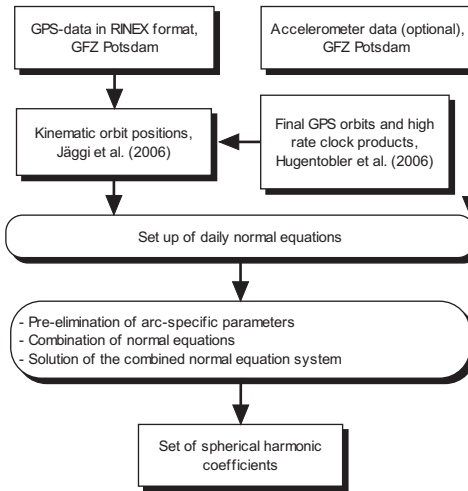 GPS-data in RINEX format,
GFZ Potsdam
Accelerometer data (optional),
GFZ Potsdam
Kinematic orbit positions,
Jäggi et al. (2006)
Final GPS orbits and high
rate clock products,
Hugentobler et al. (2006)
Set up of daily normal equations
- Pre-elimination of arc-specific parameters
- Combination of normal equations
- Solution of the combined normal equation system
Set of spherical harmonic
coefficients